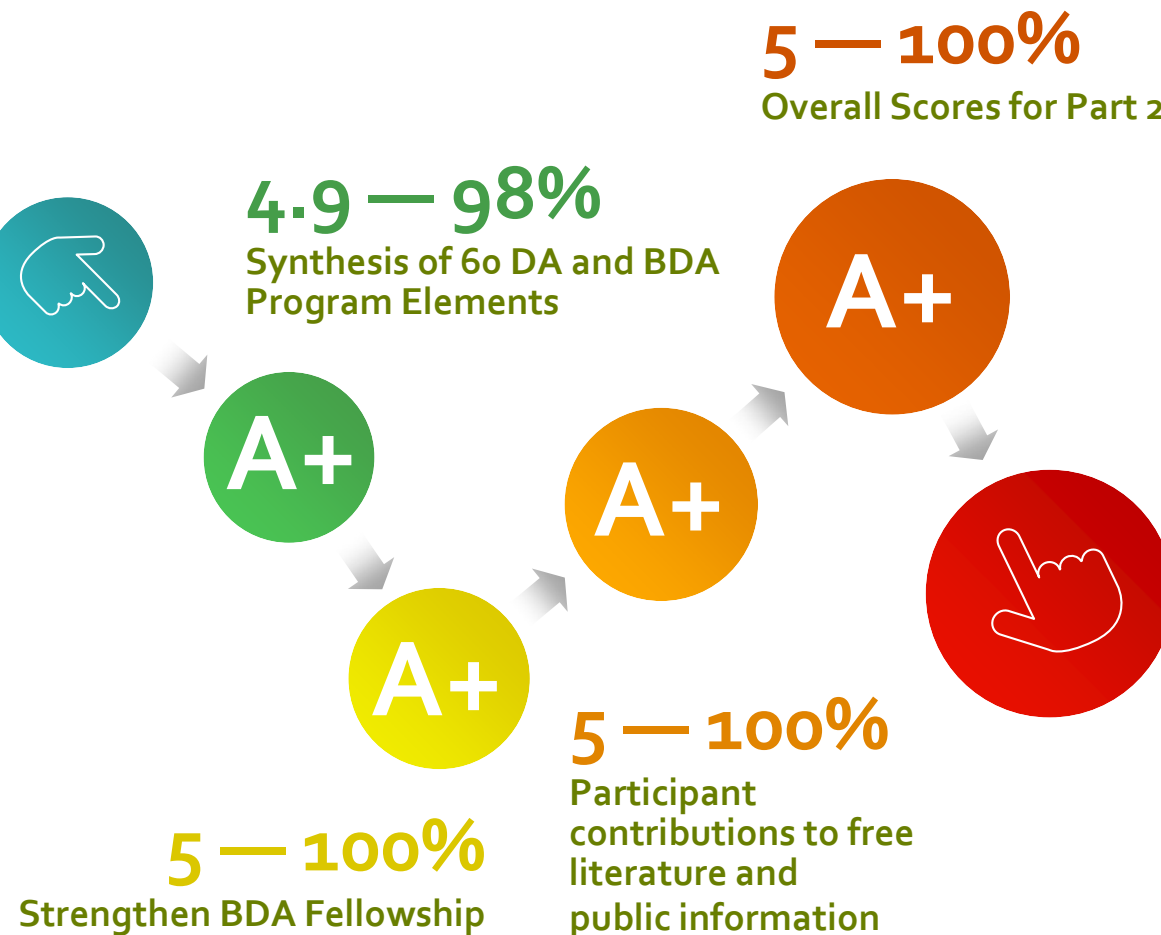 5 — 100%
Overall Scores for Part 2
4.9 — 98%
Synthesis of 60 DA and BDA
Program Elements
A+
A+
A+
A+
5 — 100%
Participant
contributions to free
literature and
public information
5 — 100%
Strengthen BDA Fellowship